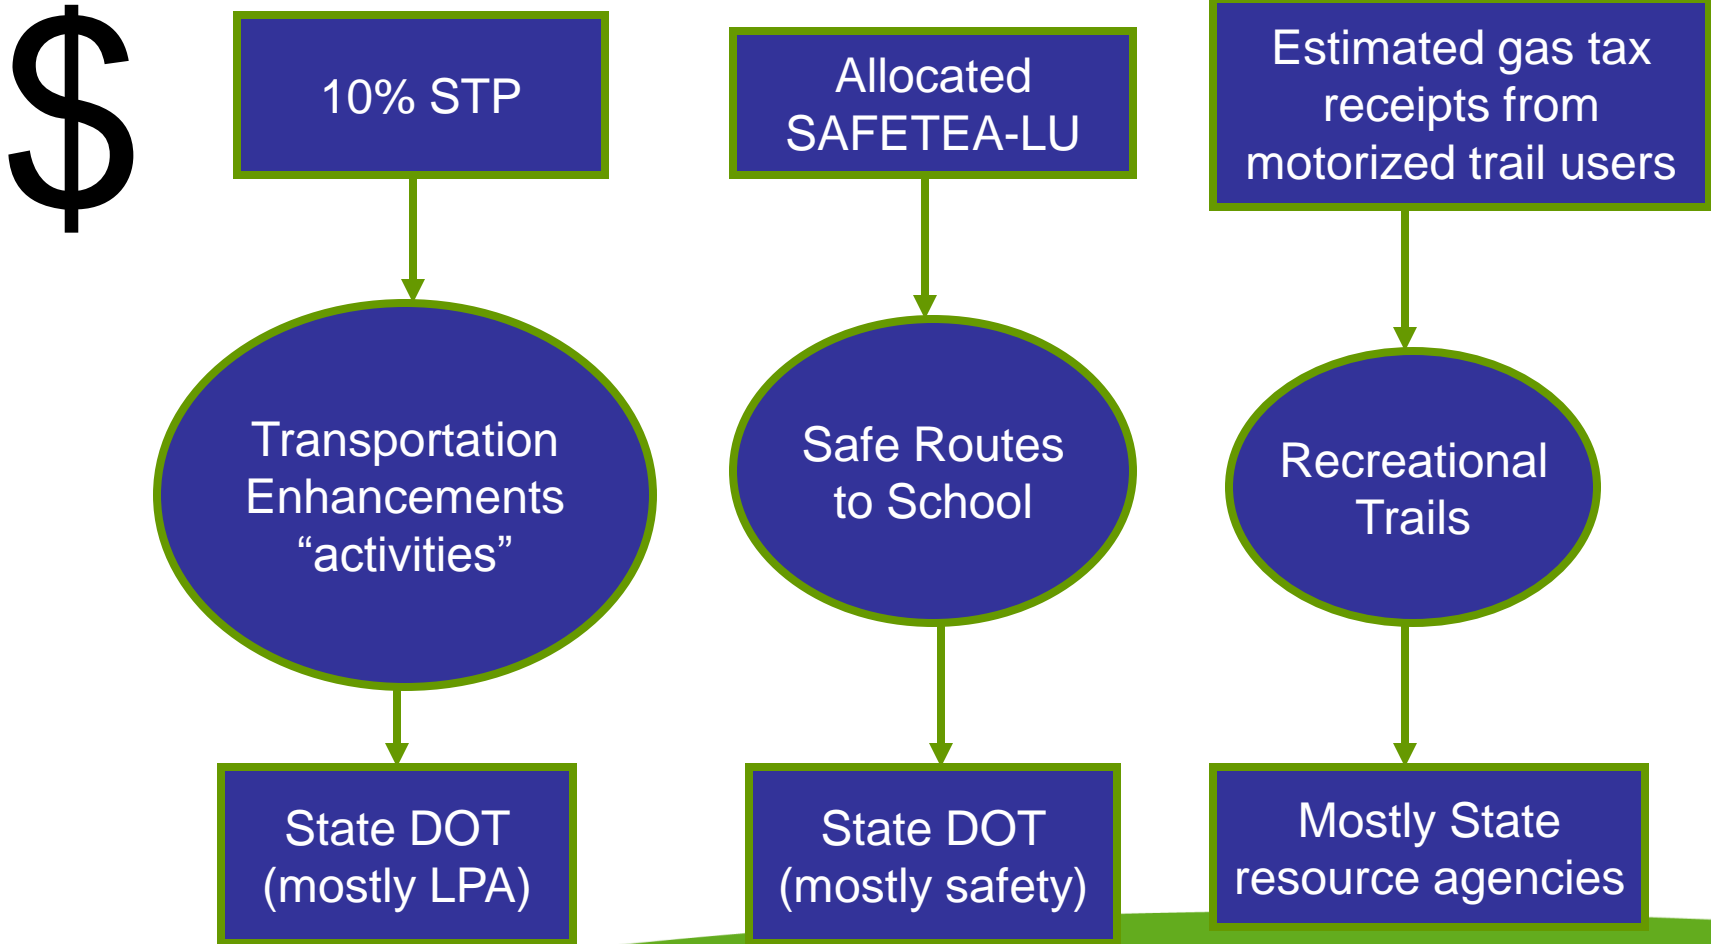 $
10% STP
Allocated
SAFETEA-LU
Estimated gas tax
receipts from
motorized trail users
Transportation
Enhancements
“activities”
Safe Routes
to School
Recreational
Trails
State DOT
(mostly LPA)
State DOT
(mostly safety)
Mostly State
resource agencies